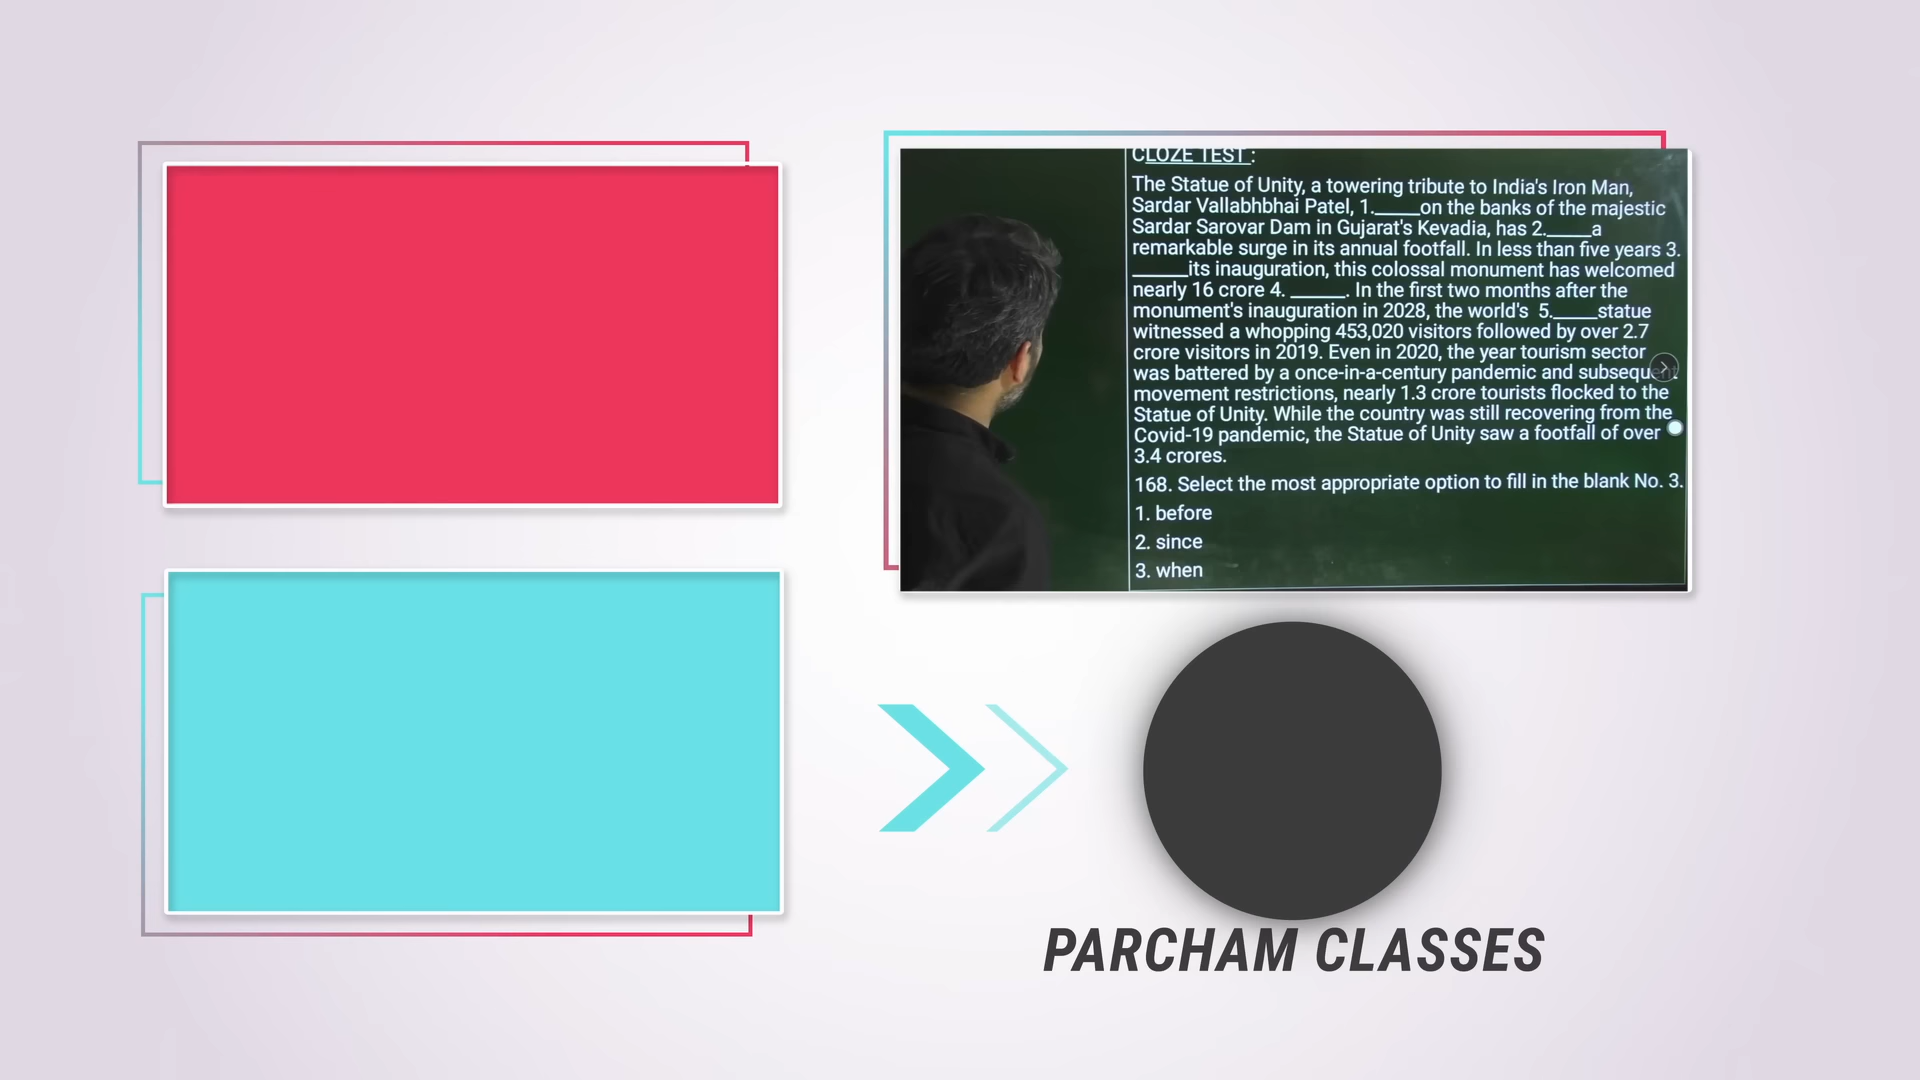 CLOZE TEST :
The Statue of Unity, a towering tribute to India's Iron Man,
Sardar Vallabhbhai Patel, 1.____on the banks of the majestic
Sardar Sarovar Dam in Gujarat's Kevadia, has 2.____a
remarkable surge in its annual footfall. In less than five years 3.
_____its inauguration, this colossal monument has welcomed
nearly 16 crore 4. _____. In the first two months after the
monument's inauguration in 2028, the world's 5.____statue
witnessed a whopping 453,020 visitors followed by over 2.7
crore visitors in 2019. Even in 2020, the year tourism sector
was battered by a once-in-a-century pandemic and subsequent
movement restrictions, nearly 1.3 crore tourists flocked to the
Statue of Unity. While the country was still recovering from the
Covid-19 pandemic, the Statue of Unity saw a footfall of over
3.4 crores.
168. Select the most appropriate option to fill in the blank No. 3.
1. before
2. since
3. when
PARCHAM CLASSES